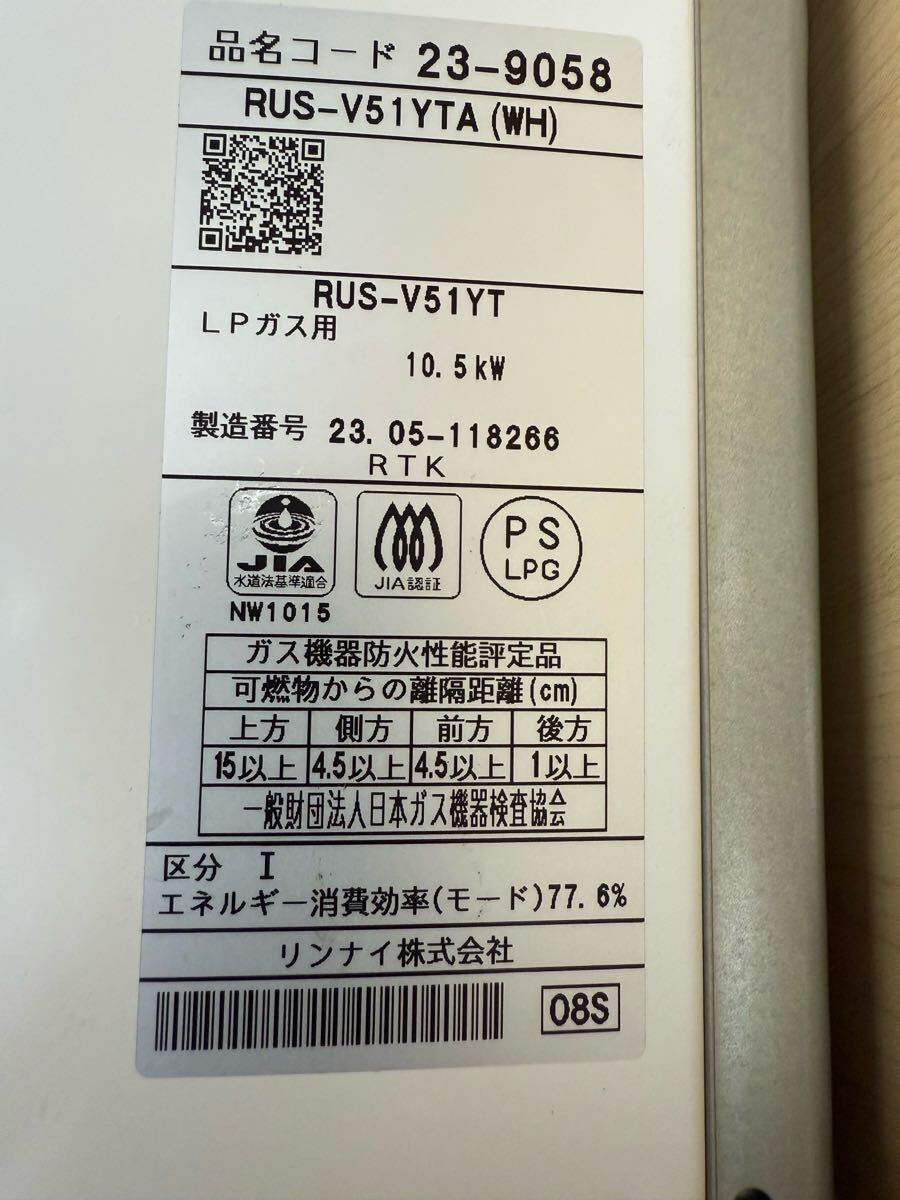 品名コード 23-9058
RUS-V51YTA(WH)
RUS-V51YT
LPガス用
10.5kW
製造番号 23.05-118266
RTK
JIA
水道法基準適合
JIA認証
PS
LPG
NW1015
ガス機器防火性能評定品
可燃物からの離隔距離(cm)
上方 側方 前方 後方
15以上 4.5以上 4.5以上 1以上
一般財団法人日本ガス機器検査協会
区分 I
エネルギー消費効率(モード)77.6%
リンナイ株式会社
08S